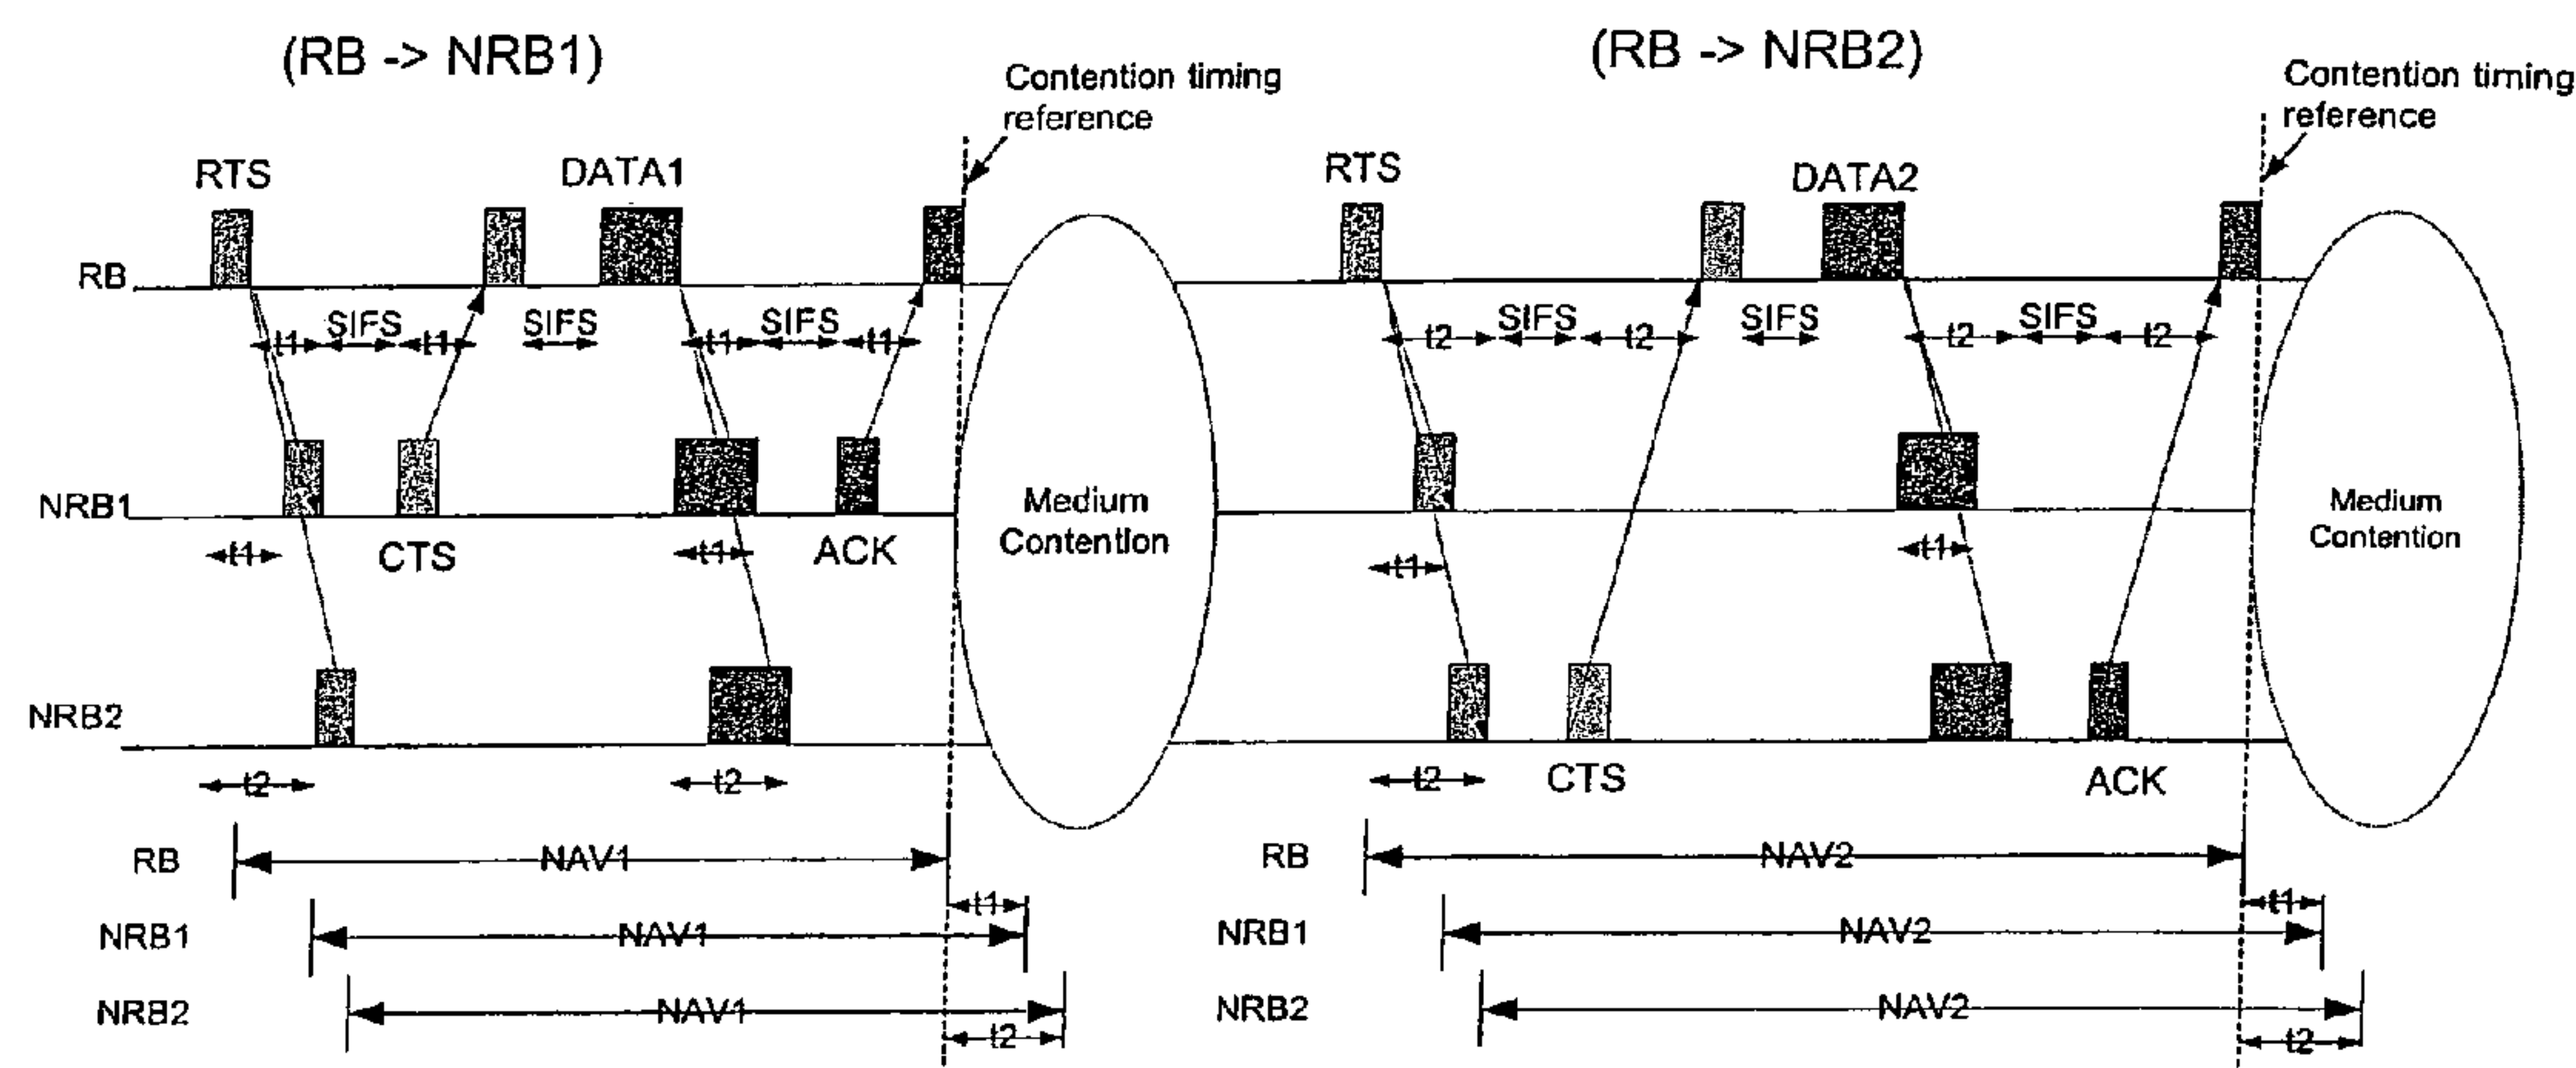 (RB -> NRB1)
(RB -> NRB2)
Contention timing
reference
Contention timing
reference
RTS
DATA1
RTS
DATA2
RB
t1
SIFS
t1
SIFS
t1
SIFS
t1
t2
SIFS
t2
SIFS
t2
SIFS
t2
NRB1
t1
CTS
t1
ACK
Medium
Contention
t1
t1
Medium
Contention
NRB2
t2
t2
t2
CTS
ACK
RB
NAV1
RB
NAV2
t1
t1
NRB1
NAV1
NRB1
NAV2
NRB2
NAV1
NRB2
NAV2
t2
t2